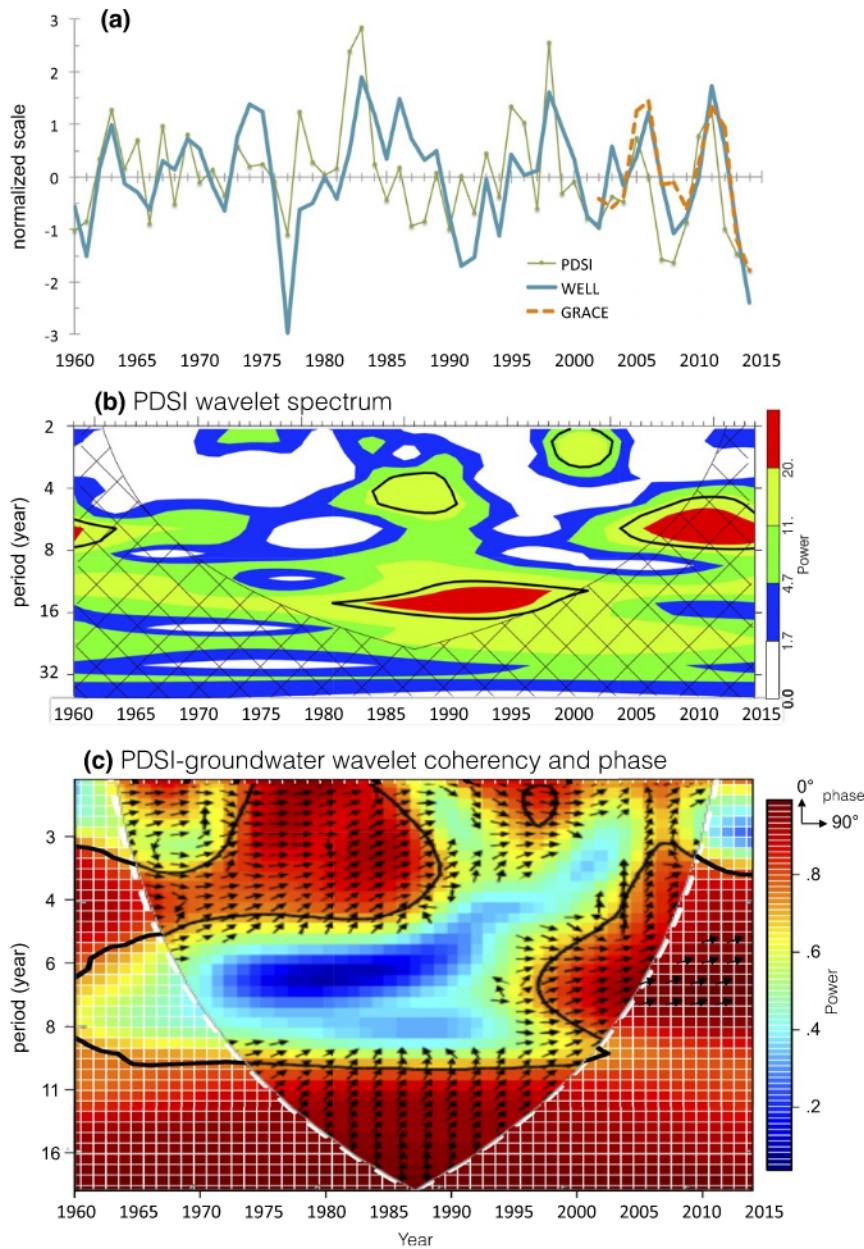 (a)
normalized scale
3
2
1
0
-1
-2
-3
PDSI
WELL
GRACE
1960 1965 1970 1975 1980 1985 1990 1995 2000 2005 2010 2015
(b) PDSI wavelet spectrum
period (year)
2
4
8
16
32
20.
11.
4.7
1.7
0.0
Power
1960 1965 1970 1975 1980 1985 1990 1995 2000 2005 2010 2015
(c) PDSI-groundwater wavelet coherency and phase
period (year)
3
4
6
8
11
16
0°
phase
90°
.8
.6
.4
.2
Power
1960 1965 1970 1975 1980 1985 1990 1995 2000 2005 2010 2015
Year